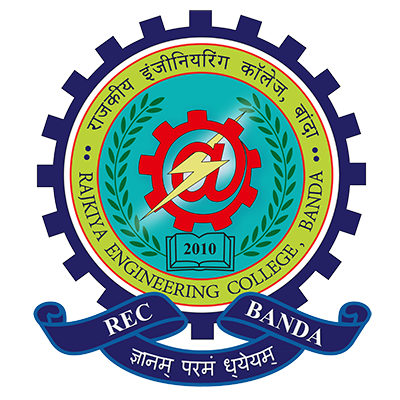 राजकीय इंजीनियरिंग कॉलेज, बांदा
@
RAJKIYA ENGINEERING COLLEGE, BANDA
2010
REC BANDA
ज्ञानम् परमं ध्येयम्